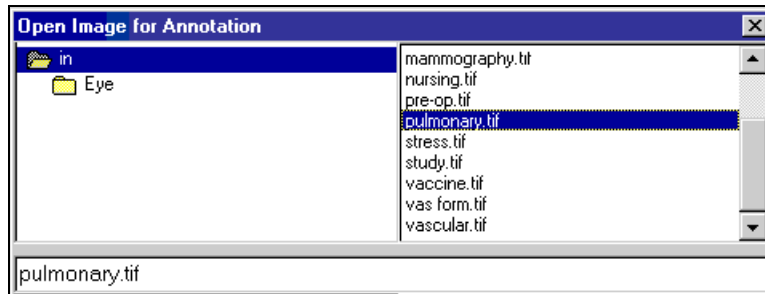 Open Image for Annotation
in
Eye
mammography.tif
nursing.tif
pre-op.tif
pulmonary.tif
stress.tif
study.tif
vaccine.tif
vas form.tif
vascular.tif
pulmonary.tif